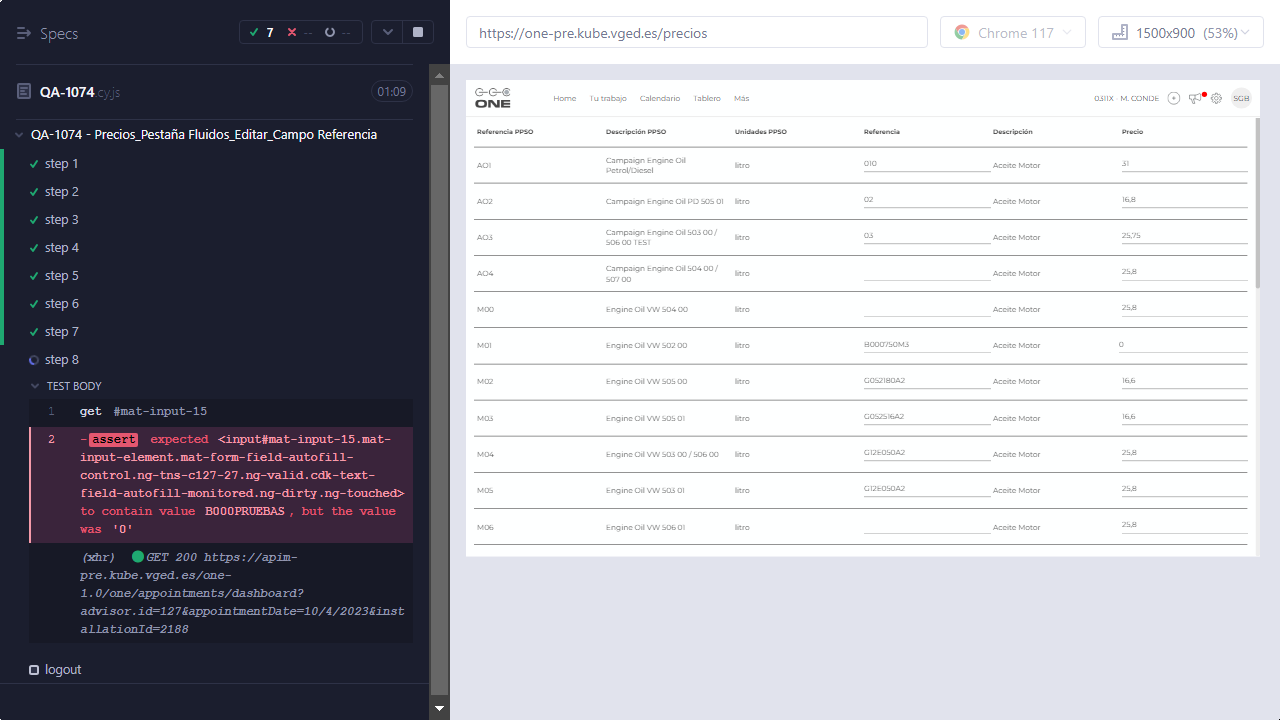 Specs
7
--
--
https://one-pre.kube.vged.es/precios
Chrome 117
1500x900 (53%)
QA-1074.cy.js
01:09
QA-1074 - Precios_Pestaña Fluidos_Editar_Campo Referencia
step 1
step 2
step 3
step 4
step 5
step 6
step 7
step 8
TEST BODY
1 get #mat-input-15
2 -assert expected <input#mat-input-15.mat-
input-element.mat-form-field-autofill-
control.ng-tns-c127-27.ng-valid.cdk-text-
field-autofill-monitored.ng-dirty.ng-touched>
to contain value B000PRUEBAS, but the value
was '0'
(xhr) GET 200 https://apim-
pre.kube.vged.es/one-
1.0/one/appointments/dashboard?
advisor.id=127&appointmentDate=10/4/2023&inst
allationId=2188
logout
ONE
Home Tu trabajo Calendario Tablero Más
0311X M. CONDE SGB
Referencia PPSO Descripción PPSO Unidades PPSO Referencia Descripción Precio
AO1 Campaign Engine Oil Petrol/Diesel litro 010 Aceite Motor 31
AO2 Campaign Engine Oil PD 505 01 litro 02 Aceite Motor 16,8
AO3 Campaign Engine Oil 503 00 / 506 00 TEST litro 03 Aceite Motor 25,75
AO4 Campaign Engine Oil 504 00 / 507 00 litro Aceite Motor 25,8
M00 Engine Oil VW 504 00 litro Aceite Motor 25,8
M01 Engine Oil VW 502 00 litro B000750M3 Aceite Motor 0
M02 Engine Oil VW 505 00 litro G052180A2 Aceite Motor 16,6
M03 Engine Oil VW 505 01 litro G052516A2 Aceite Motor 16,6
M04 Engine Oil VW 503 00 / 506 00 litro G12E050A2 Aceite Motor 25,8
M05 Engine Oil VW 503 01 litro G12E050A2 Aceite Motor 25,8
M06 Engine Oil VW 506 01 litro Aceite Motor 25,8